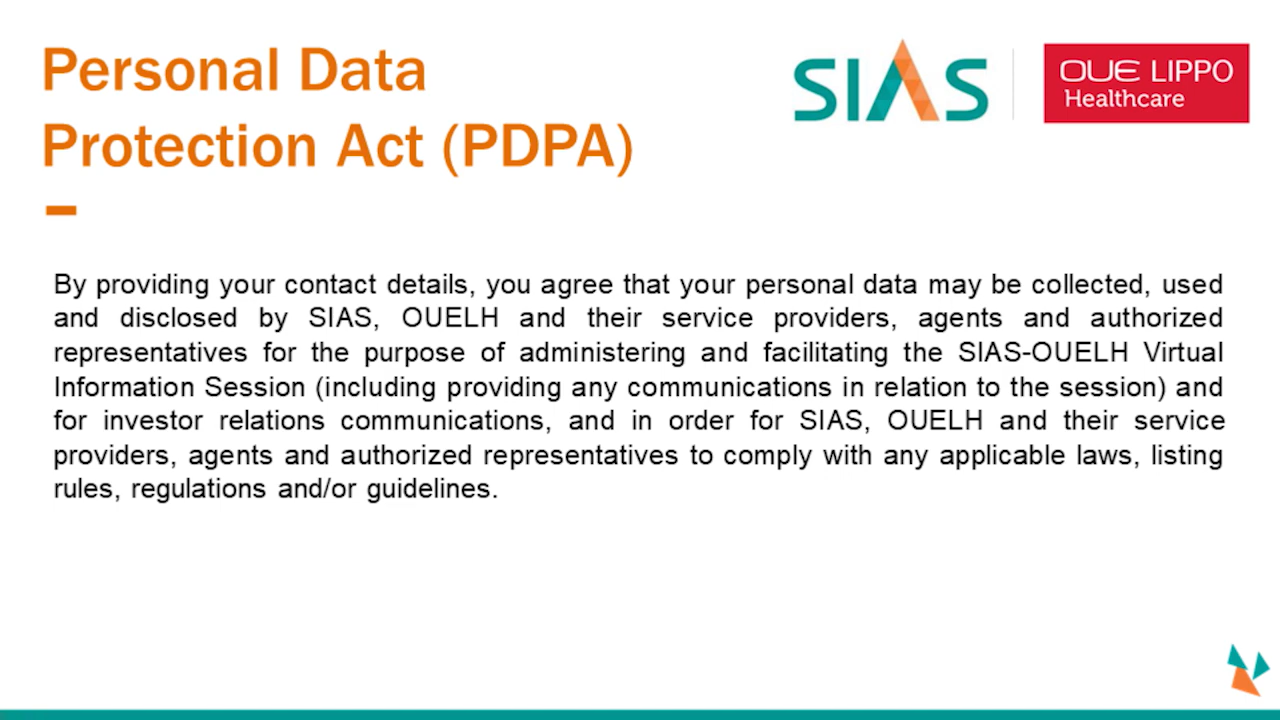 Personal Data
Protection Act (PDPA)
SIAS
OUE LIPPO
Healthcare
By providing your contact details, you agree that your personal data may be collected, used
and disclosed by SIAS, OUELH and their service providers, agents and authorized
representatives for the purpose of administering and facilitating the SIAS-OUELH Virtual
Information Session (including providing any communications in relation to the session) and
for investor relations communications, and in order for SIAS, OUELH and their service
providers, agents and authorized representatives to comply with any applicable laws, listing
rules, regulations and/or guidelines.